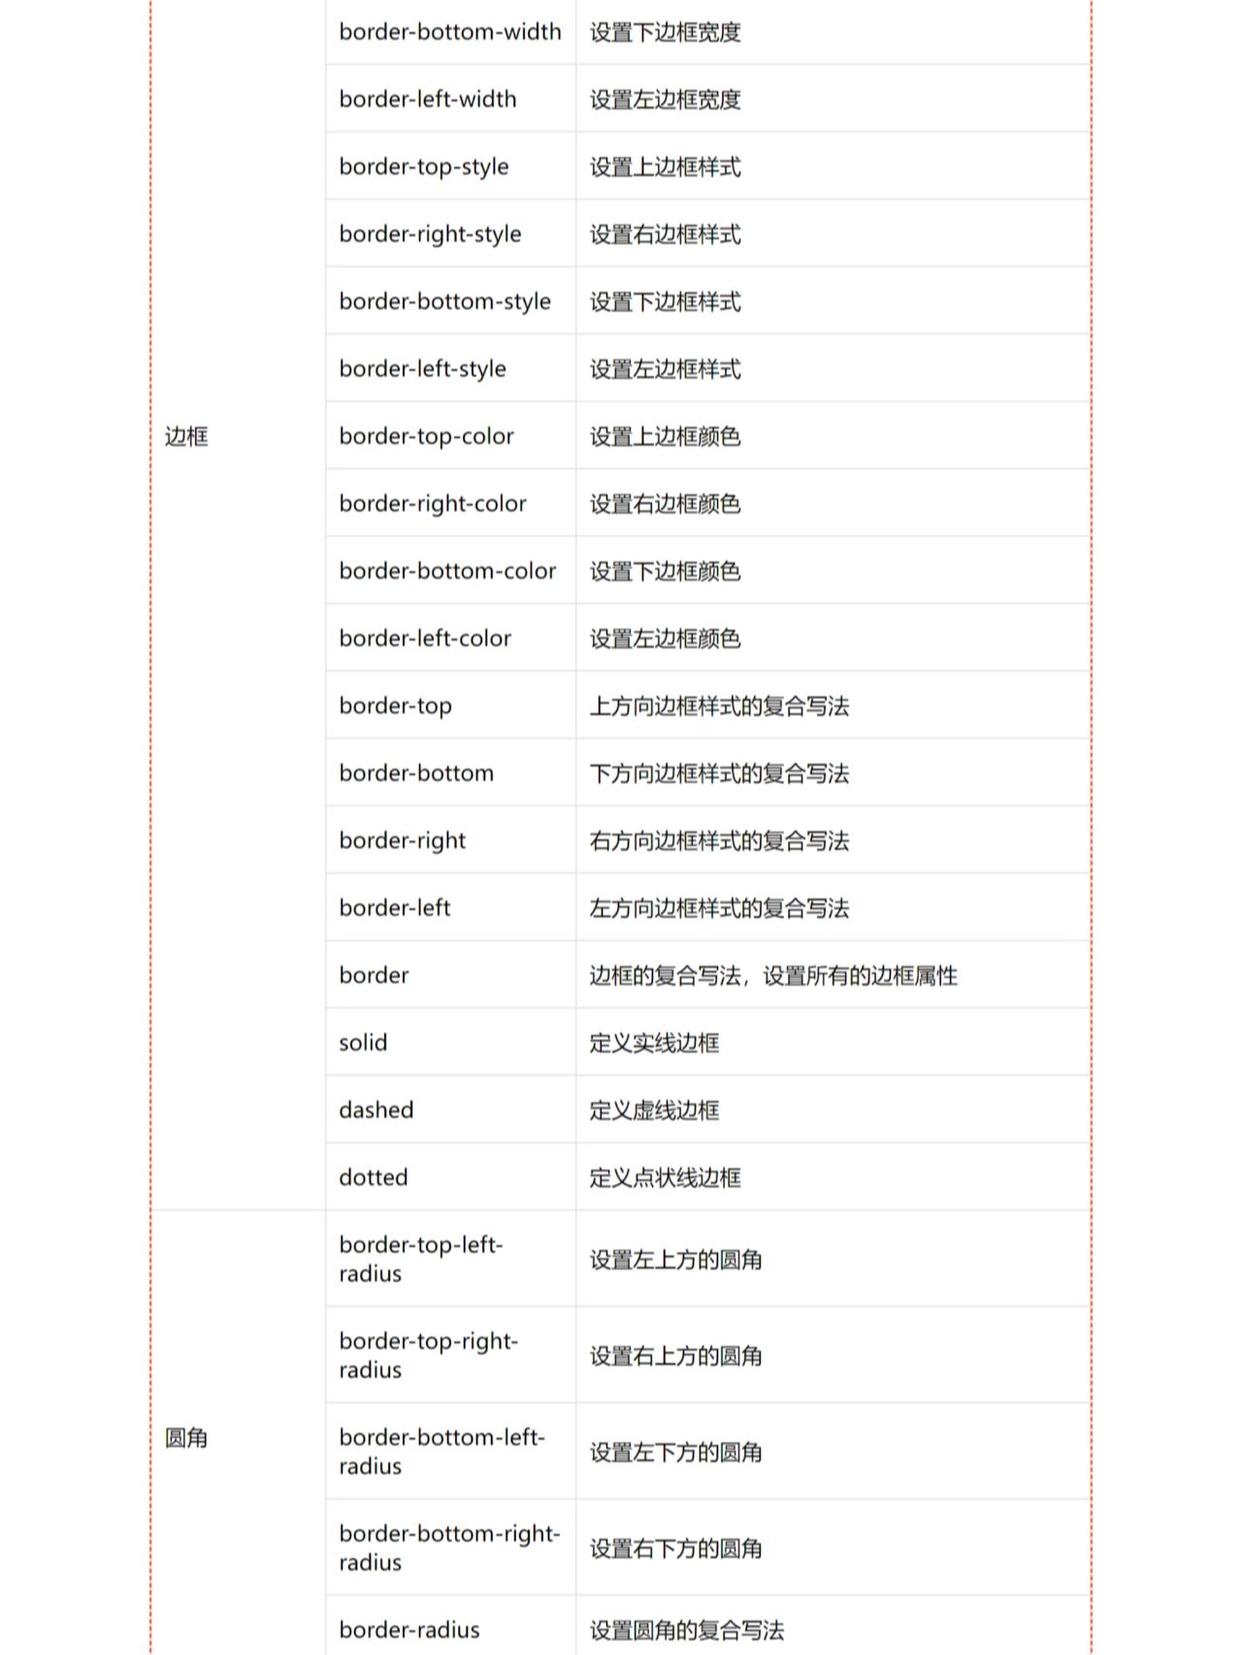 border-bottom-width 设置下边框宽度
border-left-width 设置左边框宽度
border-top-style 设置上边框样式
border-right-style 设置右边框样式
border-bottom-style 设置下边框样式
border-left-style 设置左边框样式
边框 border-top-color 设置上边框颜色
border-right-color 设置右边框颜色
border-bottom-color 设置下边框颜色
border-left-color 设置左边框颜色
border-top 上方向边框样式的复合写法
border-bottom 下方向边框样式的复合写法
border-right 右方向边框样式的复合写法
border-left 左方向边框样式的复合写法
border 边框的复合写法，设置所有的边框属性
solid 定义实线边框
dashed 定义虚线边框
dotted 定义点状线边框
border-top-left-
radius 设置左上方的圆角
border-top-right-
radius 设置右上方的圆角
圆角 border-bottom-left-
radius 设置左下方的圆角
border-bottom-right-
radius 设置右下方的圆角
border-radius 设置圆角的复合写法